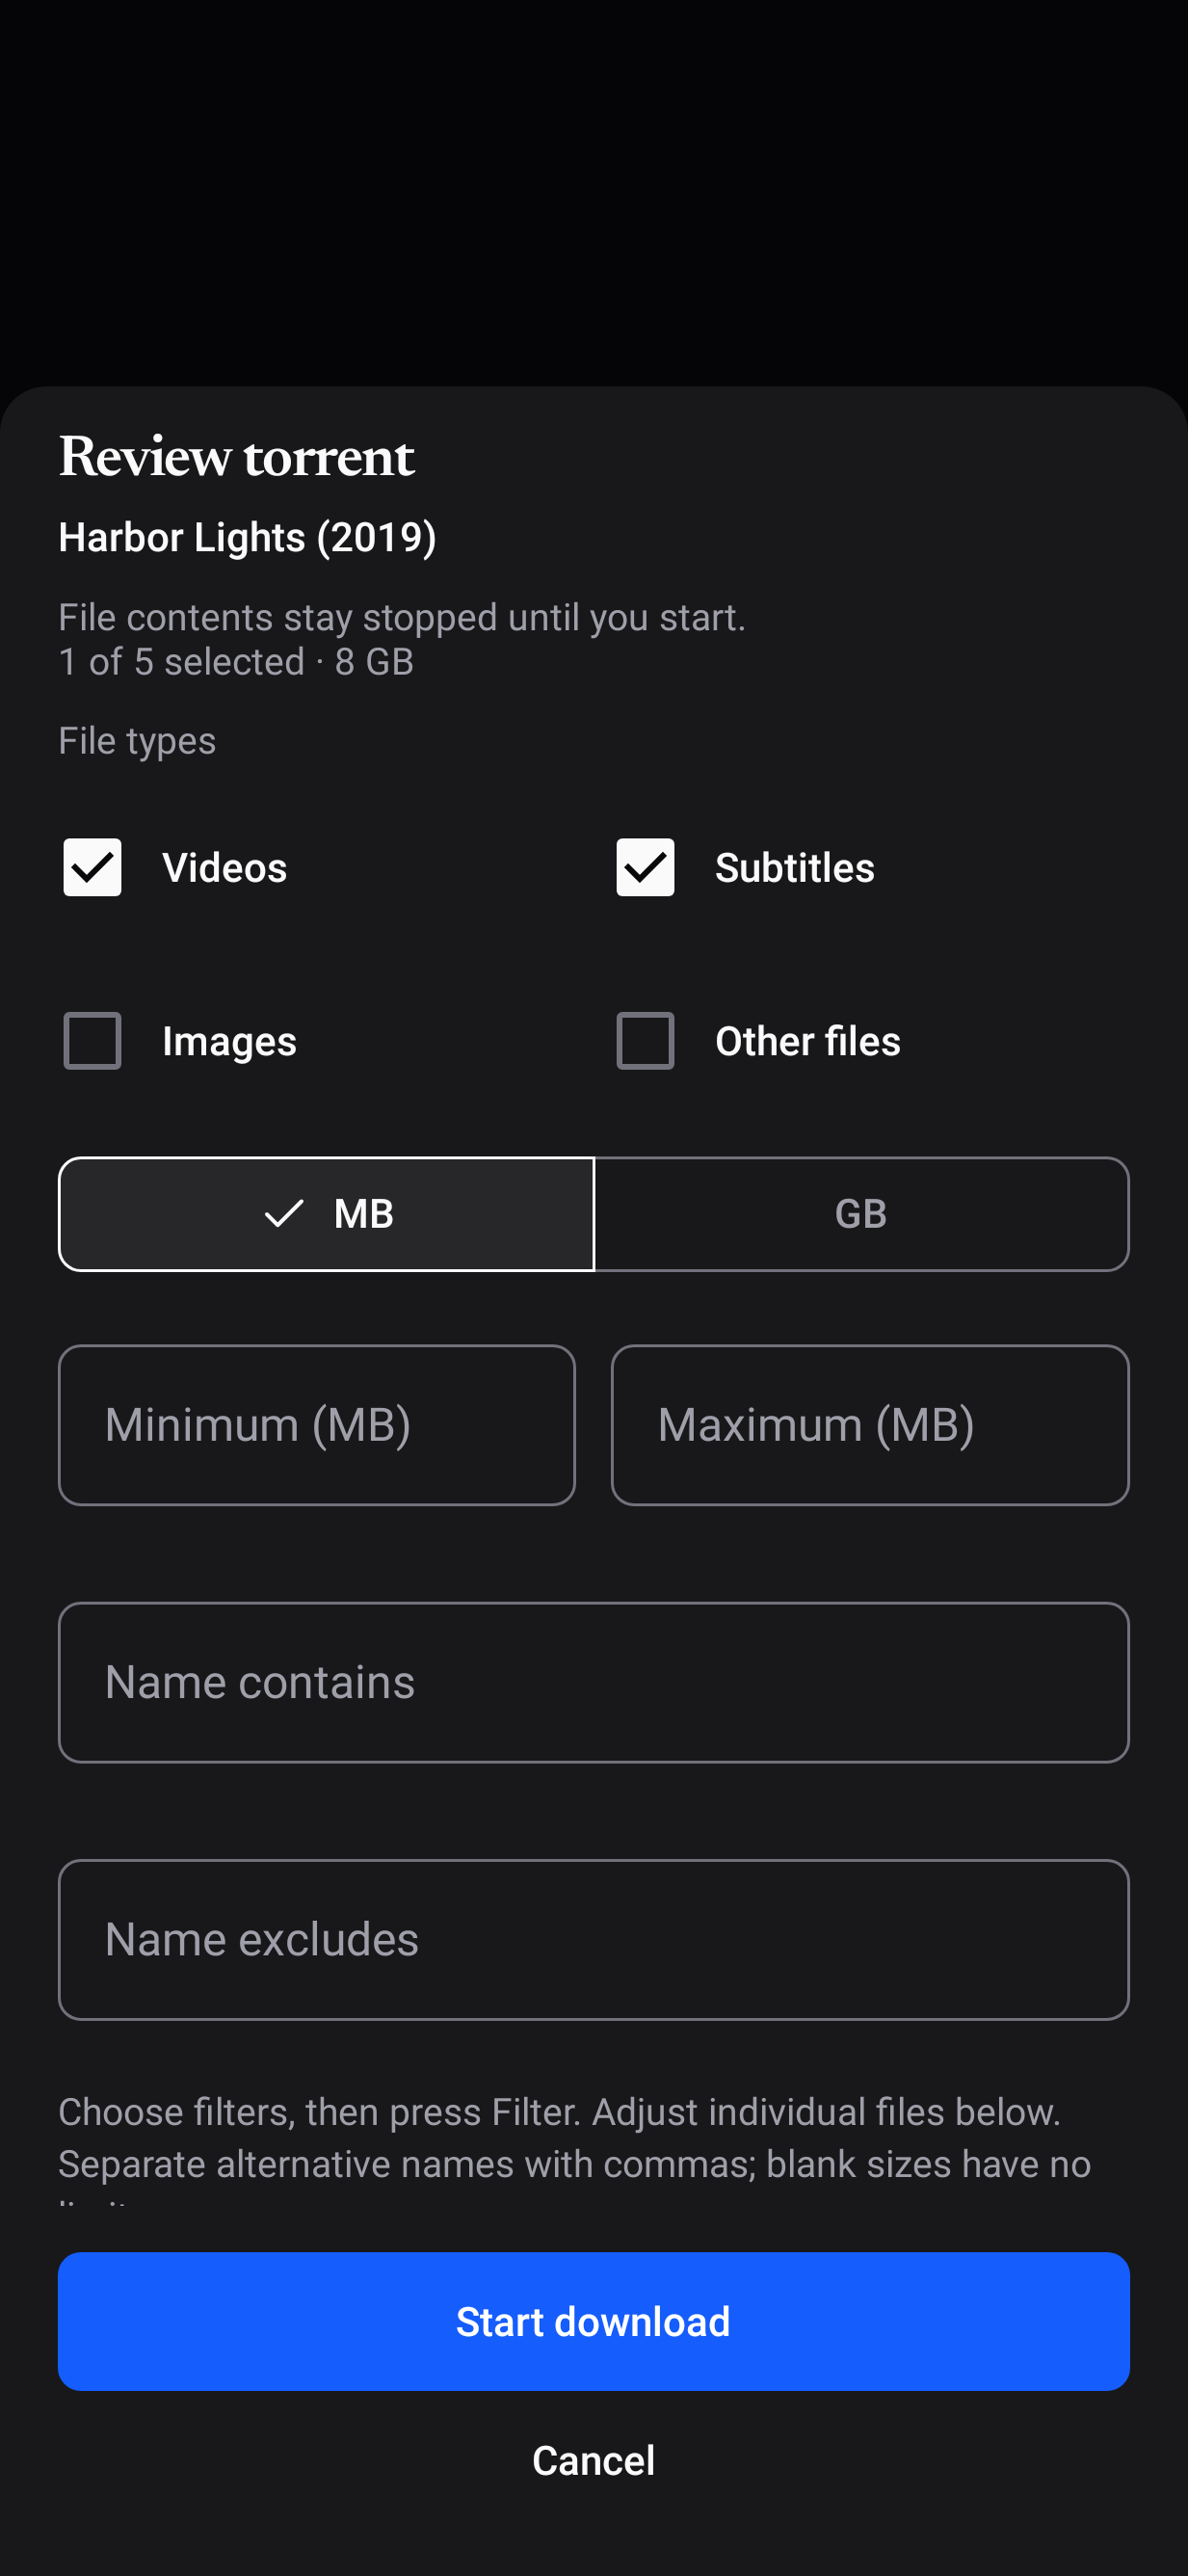 Review torrent
Harbor Lights (2019)
File contents stay stopped until you start.
1 of 5 selected · 8 GB
File types
Videos
Subtitles
Images
Other files
MB
GB
Minimum (MB)
Maximum (MB)
Name contains
Name excludes
Choose filters, then press Filter. Adjust individual files below.
Separate alternative names with commas; blank sizes have no
Start download
Cancel